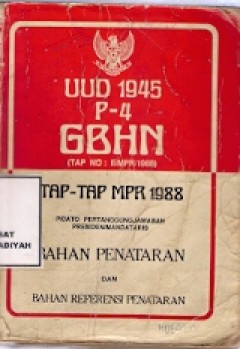 UUD 1945
P-4
GBHN
(TAP NO: II/MPR/1988)
TAP-TAP MPR 1988
PIDATO PERTANGGUNGJAWABAN
PRESIDEN/MANDATARIS
BAHAN PENATARAN
DAN
BAHAN REFERENSI PENATARAN